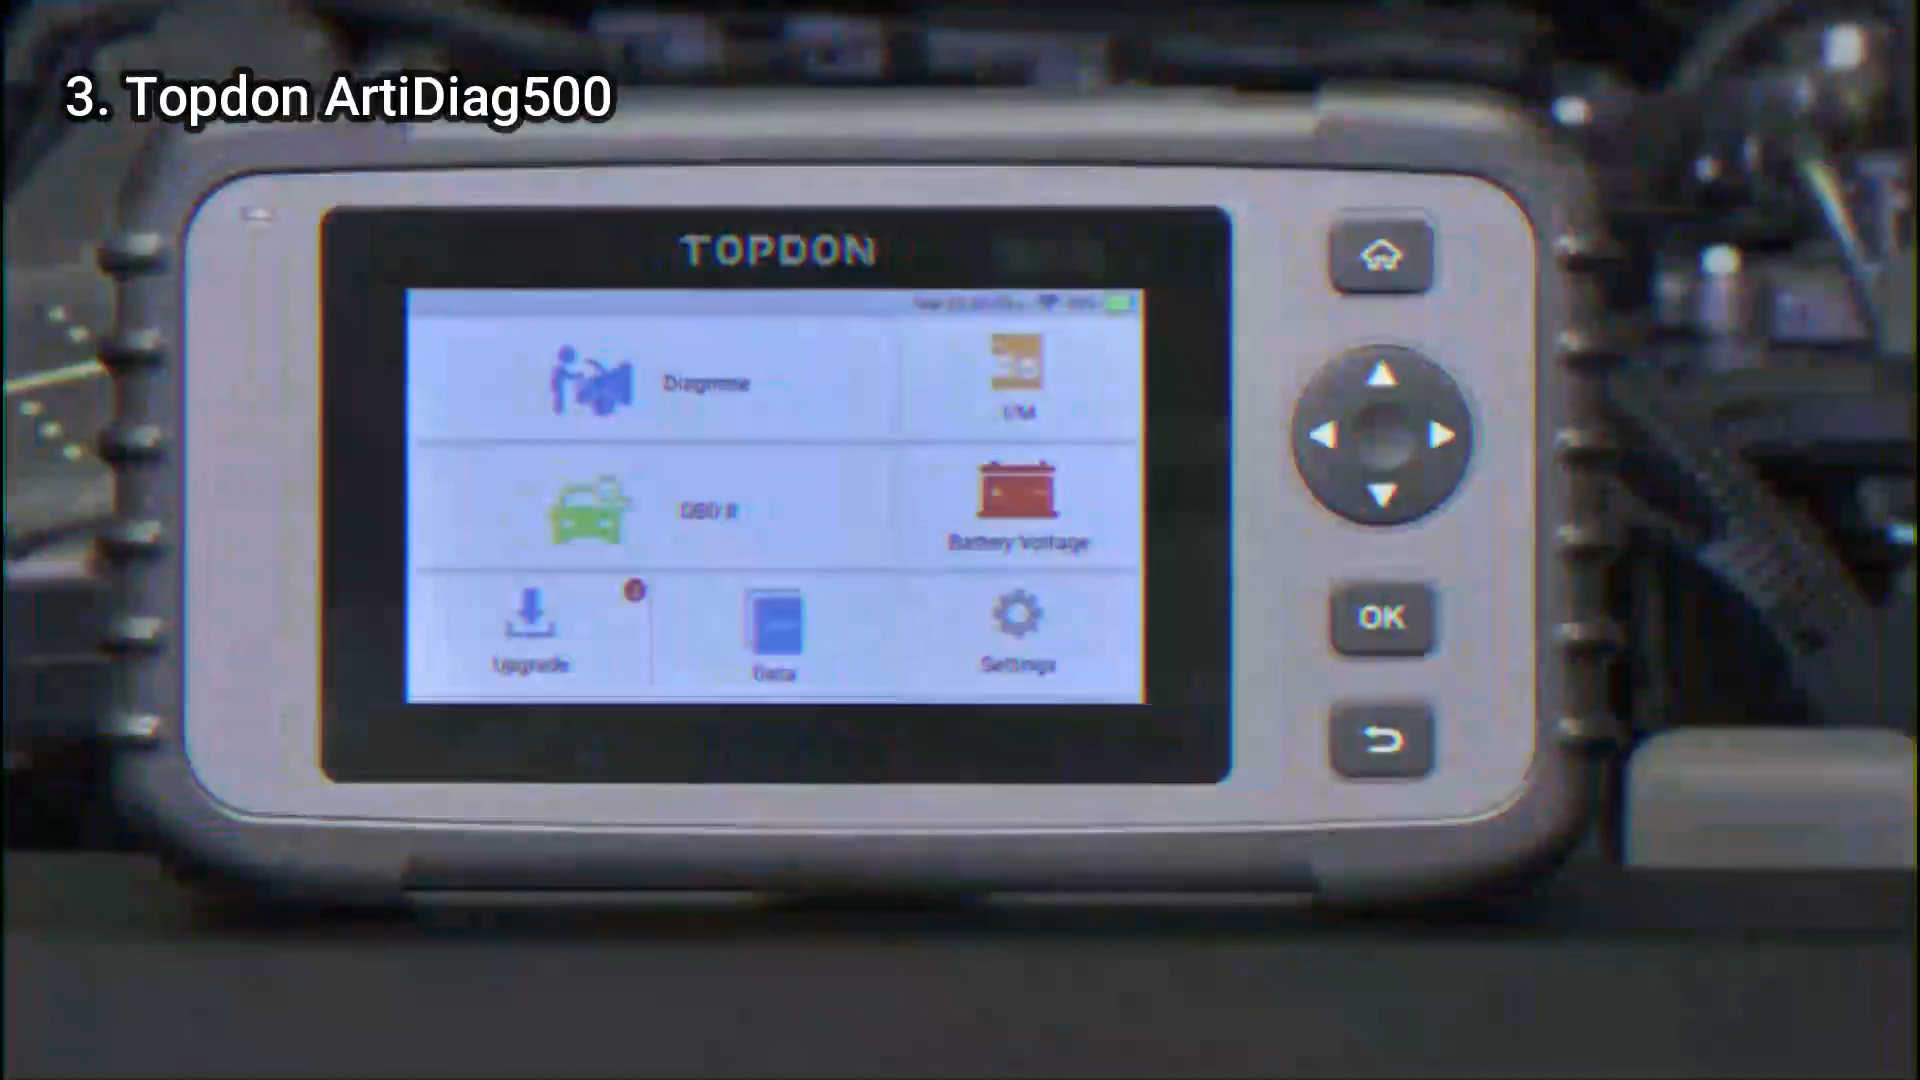 3. Topdon ArtiDiag500
TOPDON
Diagnose
I/M
OBD II
Battery Voltage
Upgrade
Data
Settings
OK